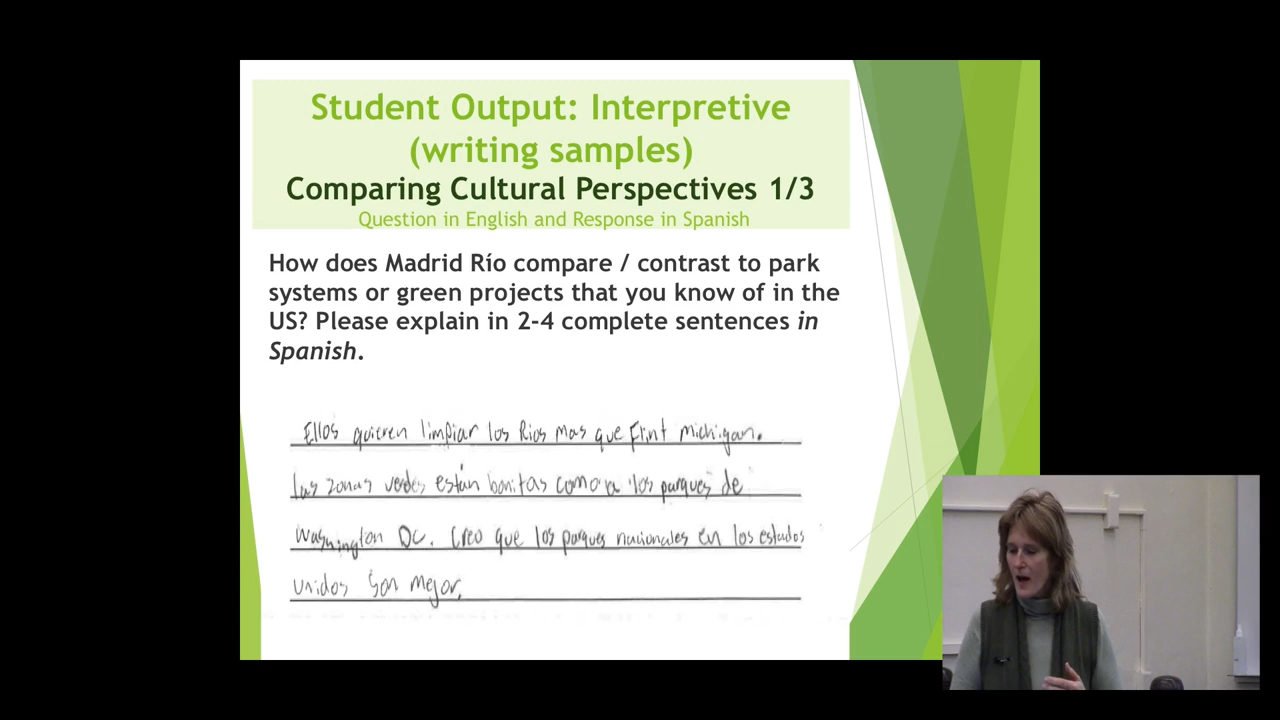 Student Output: Interpretive
(writing samples)
Comparing Cultural Perspectives 1/3
Question in English and Response in Spanish
How does Madrid Río compare / contrast to park
systems or green projects that you know of in the
US? Please explain in 2-4 complete sentences in
Spanish.
Ellos quieren limpiar los Rios mas que Flint michigan.
las zonas verdes están bonitas como a los parques de
Washington DC. Creo que los parques nacionales en los estados
unidos son mejor.